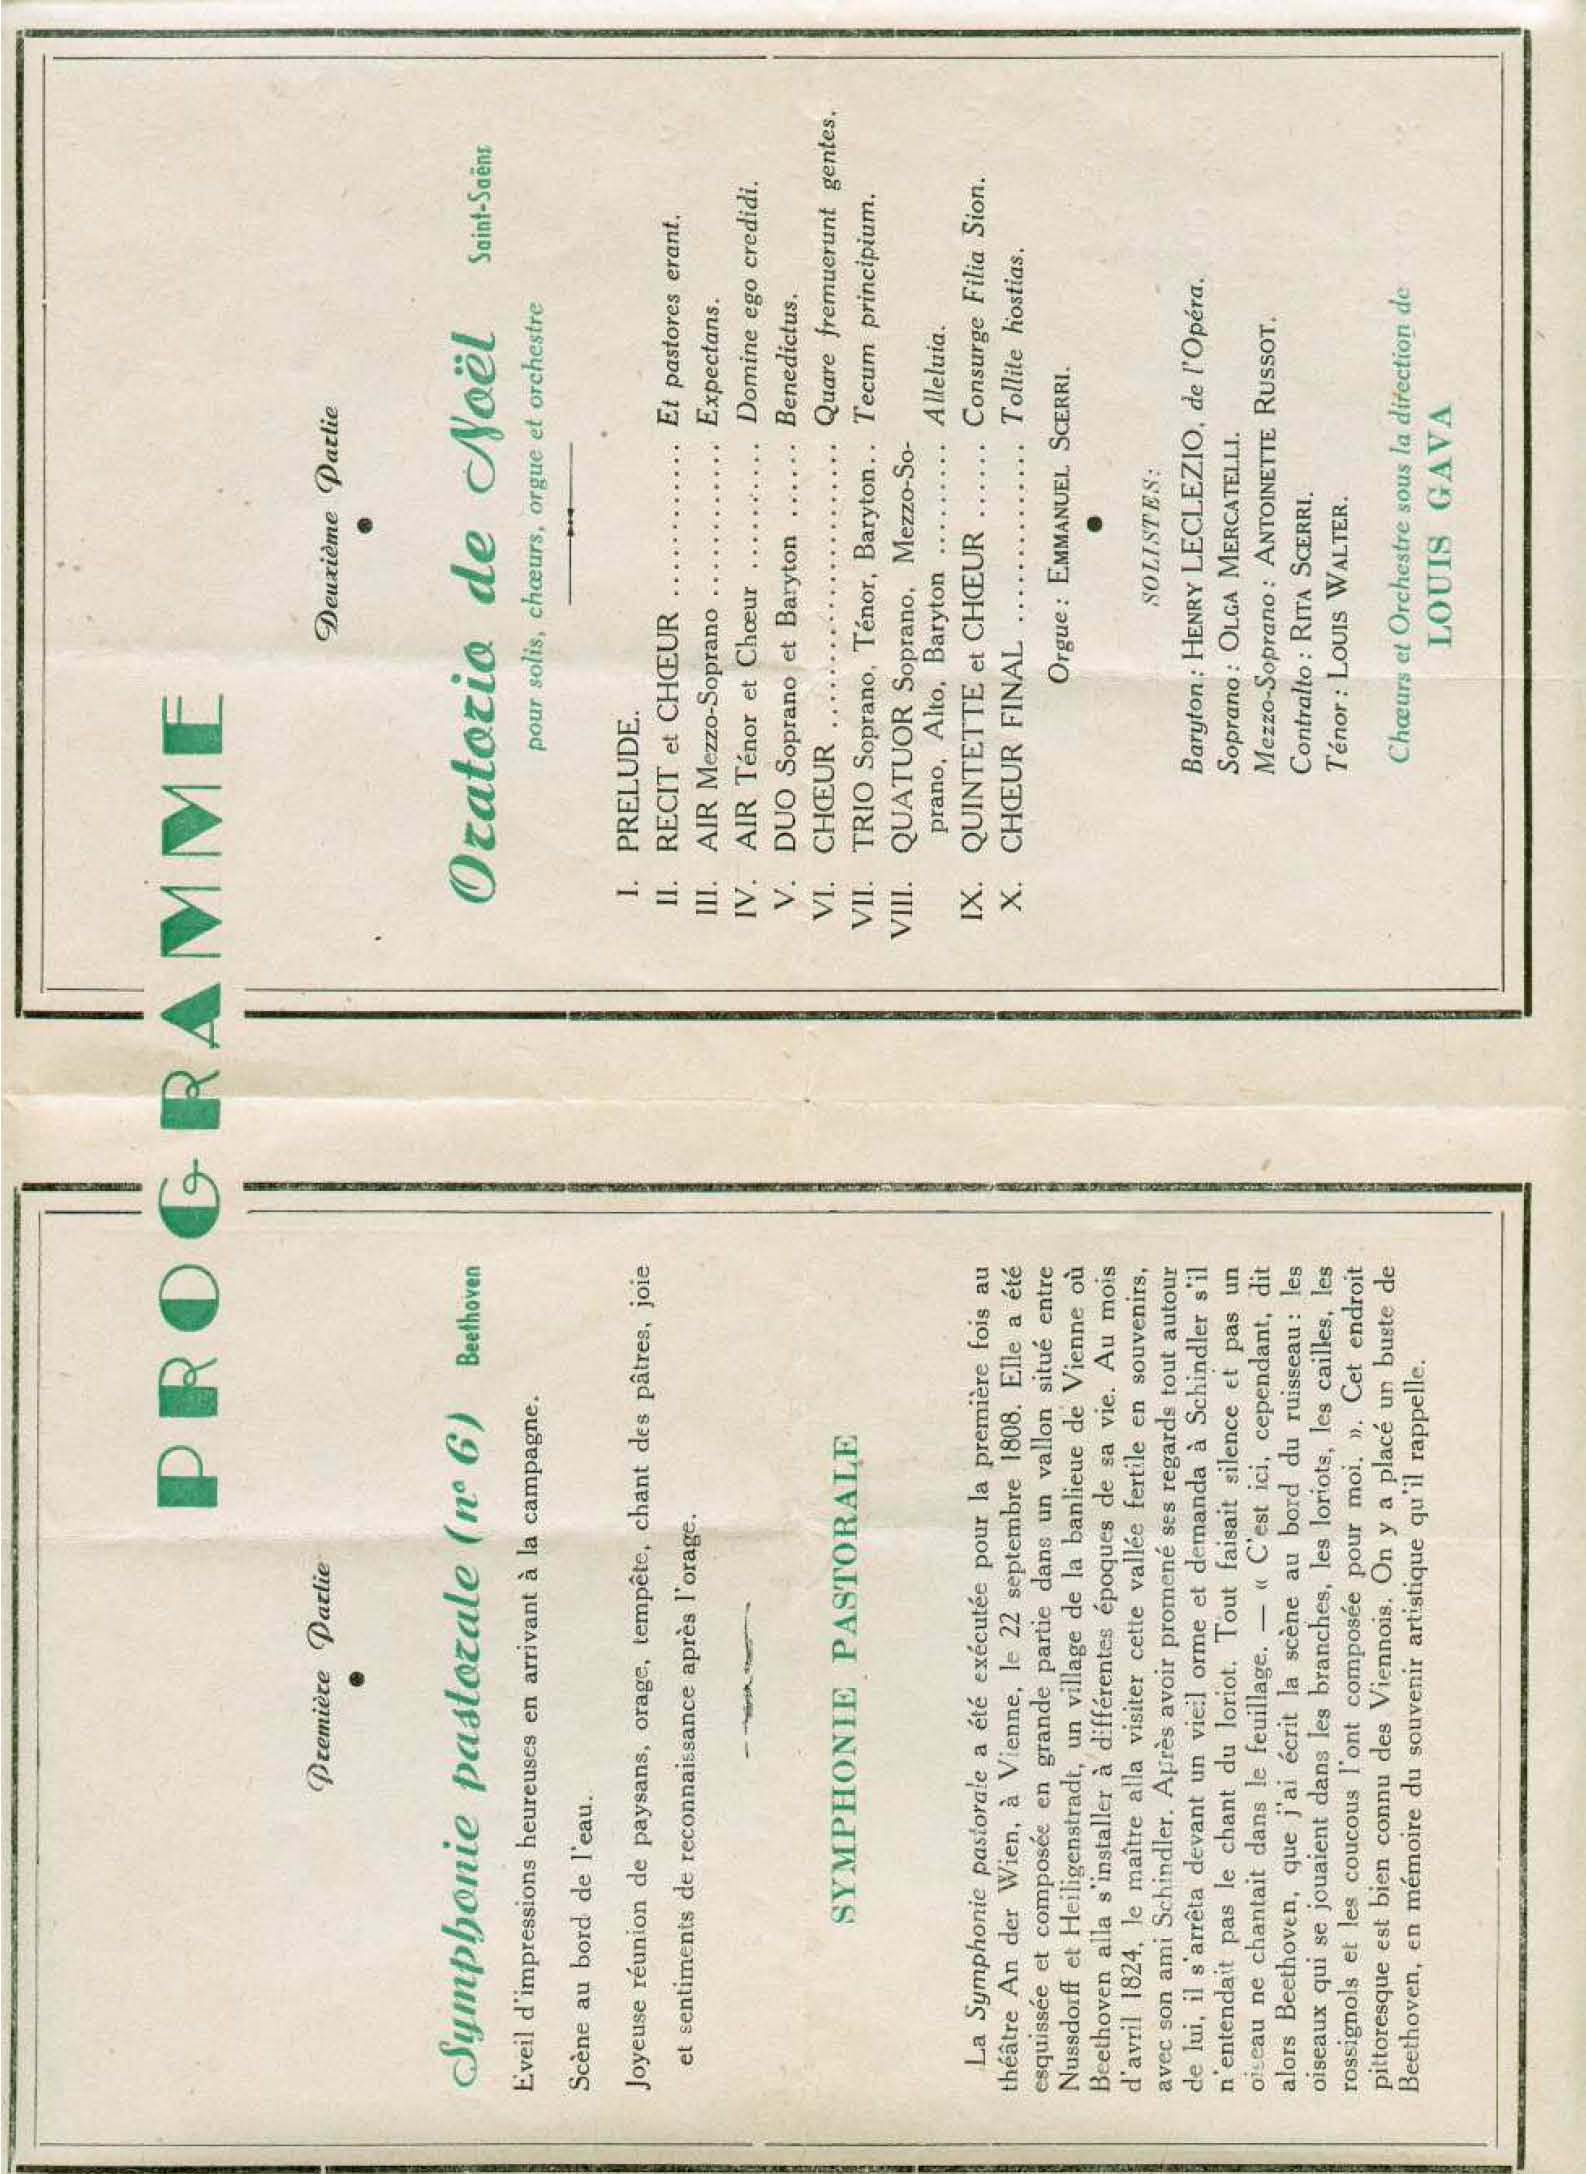 PROGRAMME
Première Partie
Symphonie pastorale (n° 6) Beethoven
Eveil d'impressions heureuses en arrivant à la campagne.
Scène au bord de l'eau.
Joyeuse réunion de paysans, orage, tempête, chant des pâtres, joie
et sentiments de reconnaissance après l'orage.
SYMPHONIE PASTORALE
La Symphonie pastorale a été exécutée pour la première fois au
théâtre An der Wien, à Vienne, le 22 septembre 1808. Elle a été
esquissée et composée en grande partie dans un vallon situé entre
Nussdorff et Heiligenstradt, un village de la banlieue de Vienne où
Beethoven alla s'installer à différentes époques de sa vie. Au mois
d'avril 1824, le maître alla visiter cette vallée fertile en souvenirs,
avec son ami Schindler. Après avoir promené ses regards tout autour
de lui, il s'arrêta devant un vieil orme et demanda à Schindler s'il
n'entendait pas le chant du loriot. Tout faisait silence et pas un
oiseau ne chantait dans le feuillage. — « C'est ici, cependant, dit
alors Beethoven, que j'ai écrit la scène au bord du ruisseau : les
oiseaux qui se jouaient dans les branches, les loriots, les cailles, les
rossignols et les coucous l'ont composée pour moi. ». Cet endroit
pittoresque est bien connu des Viennois. On y a placé un buste de
Beethoven, en mémoire du souvenir artistique qu'il rappelle.
Deuxième Partie
Oratorio de Noël Saint-Saëns
pour solis, chœurs, orgue et orchestre
I. PRELUDE.
II. RECIT et CHŒUR ............ Et pastores erant.
III. AIR Mezzo-Soprano ............ Expectans.
IV. AIR Ténor et Chœur .......... Domine ego credidi.
V. DUO Soprano et Baryton ...... Benedictus.
VI. CHŒUR ...................... Quare fremuerunt gentes.
VII. TRIO Soprano, Ténor, Baryton.. Tecum principium.
VIII. QUATUOR Soprano, Mezzo-So-
prano, Alto, Baryton ......... Alleluia.
IX. QUINTETTE et CHŒUR ...... Consurge Filia Sion.
X. CHŒUR FINAL .............. Tollite hostias.
Orgue : EMMANUEL SCERRI.
SOLISTES :
Baryton : HENRY LECLEZIO, de l'Opéra.
Soprano : OLGA MERCATELLI.
Mezzo-Soprano : ANTOINETTE RUSSOT.
Contralto : RITA SCERRI.
Ténor : LOUIS WALTER.
Chœurs et Orchestre sous la direction de
LOUIS GAVA